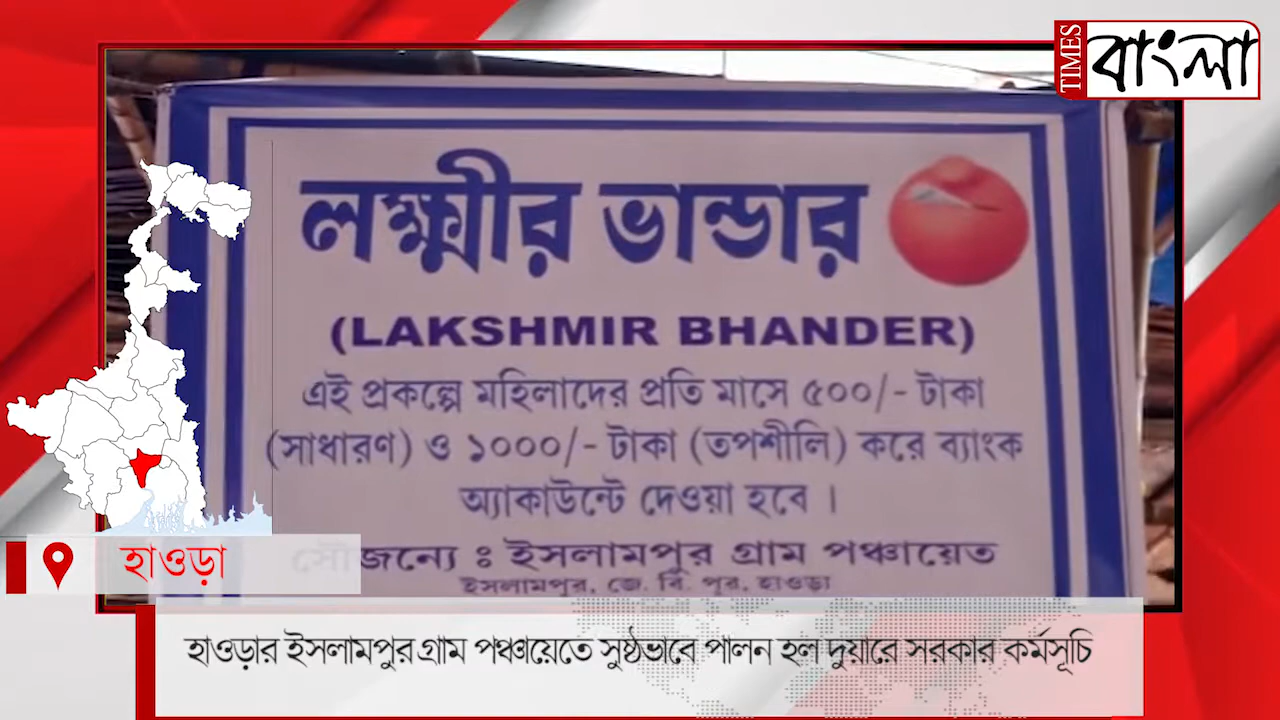 TIMES
বাংলা
লক্ষ্মীর ভান্ডার
(LAKSHMIR BHANDER)
এই প্রকল্পে মহিলাদের প্রতি মাসে ৫০০/- টাকা
(সাধারণ) ও ১০০০/- টাকা (তপশীলি) করে ব্যাংক
অ্যাকাউন্টে দেওয়া হবে ।
সৌজন্যে : ইসলামপুর গ্রাম পঞ্চায়েত
ইসলামপুর, জে. বি. পুর, হাওড়া
হাওড়া
হাওড়ার ইসলামপুর গ্রাম পঞ্চায়েতে সুষ্ঠভাবে পালন হল দুয়ারে সরকার কর্মসূচি